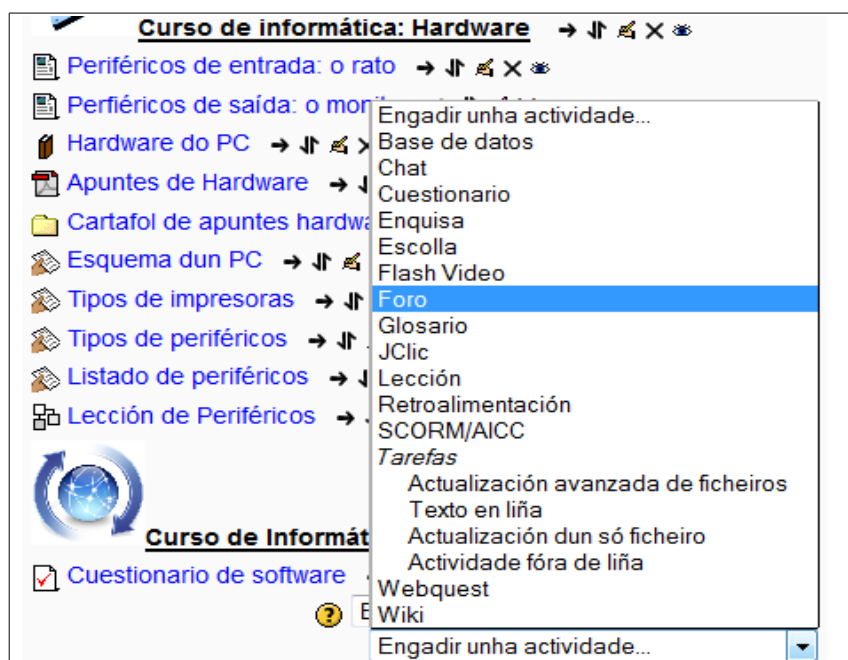 Curso de informática: Hardware
Periféricos de entrada: o rato
Perfiéricos de saída: o
Hardware do PC
Apuntes de Hardware
Cartafol de apuntes
Esquema dun PC
Tipos de impresoras
Tipos de periféricos
Listado de periféricos
Lección de Periféricos
Curso de
Cuestionario de software
Engadir unha actividade...
Base de datos
Chat
Cuestionario
Enquisa
Escolla
Flash Video
Foro
Glosario
JClic
Lección
Retroalimentación
SCORM/AICC
Tarefas
Actualización avanzada de ficheiros
Texto en liña
Actualización dun só ficheiro
Actividade fóra de liña
Webquest
Wiki
Engadir unha actividade...